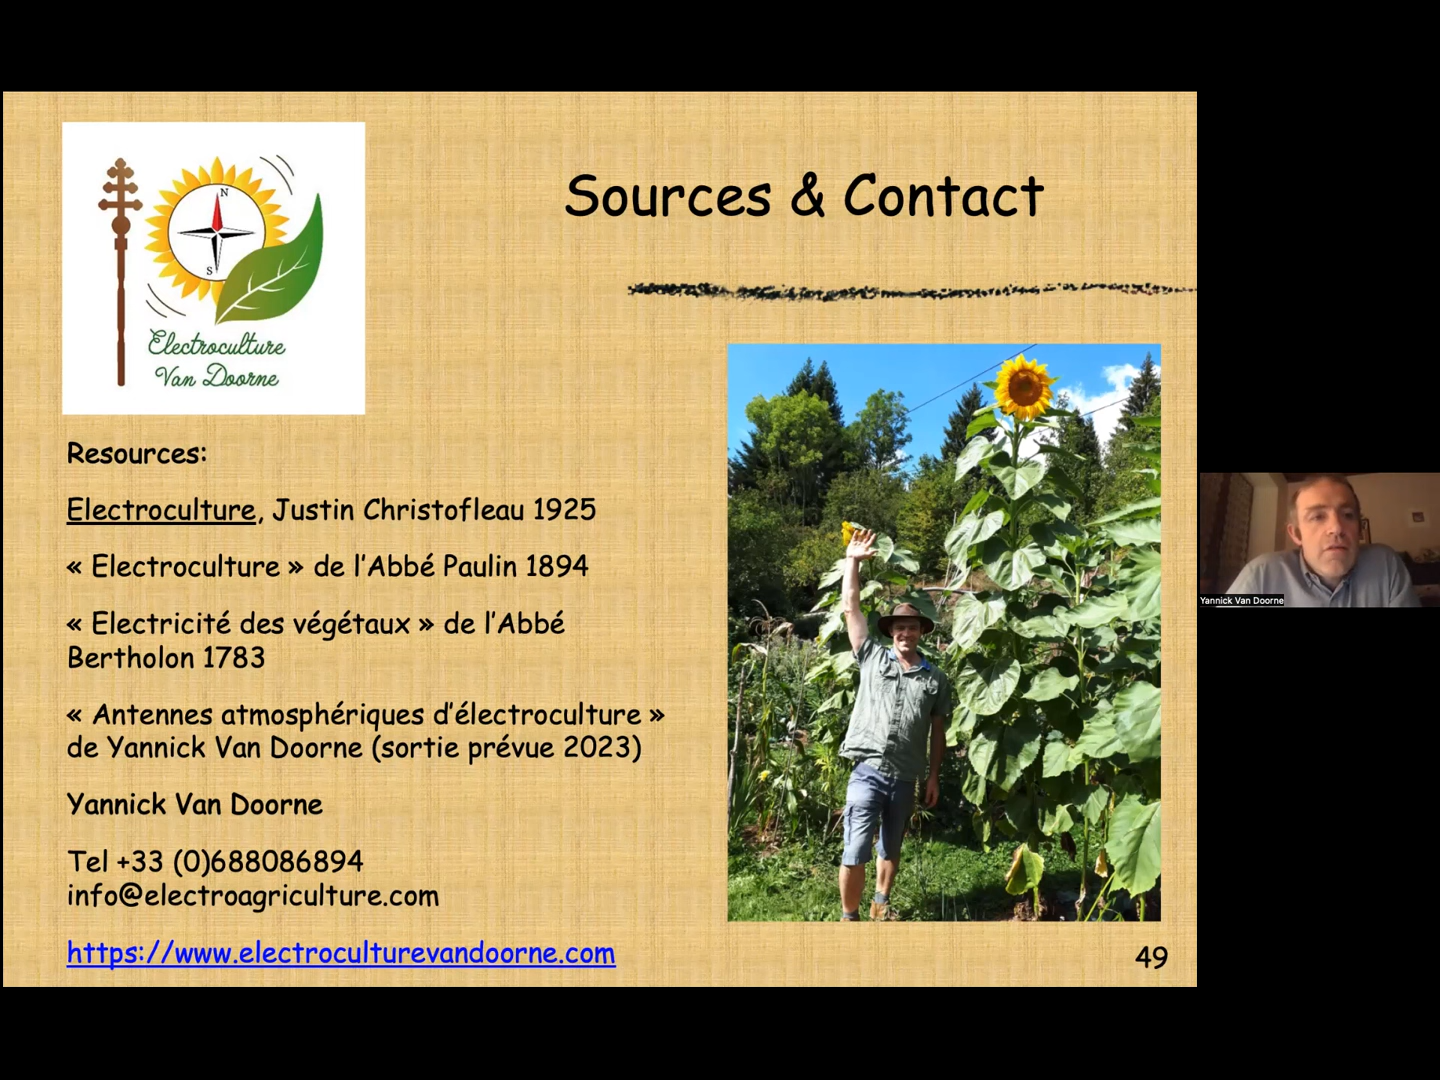 Sources & Contact
N
S
Electroculture
Van Doorne
Resources:
Electroculture, Justin Christofleau 1925
« Electroculture » de l'Abbé Paulin 1894
« Electricité des végétaux » de l'Abbé
Bertholon 1783
« Antennes atmosphériques d'électroculture »
de Yannick Van Doorne (sortie prévue 2023)
Yannick Van Doorne
Tel +33 (0)688086894
info@electroagriculture.com
https://www.electroculturevandoorne.com
49
Yannick Van Doorne